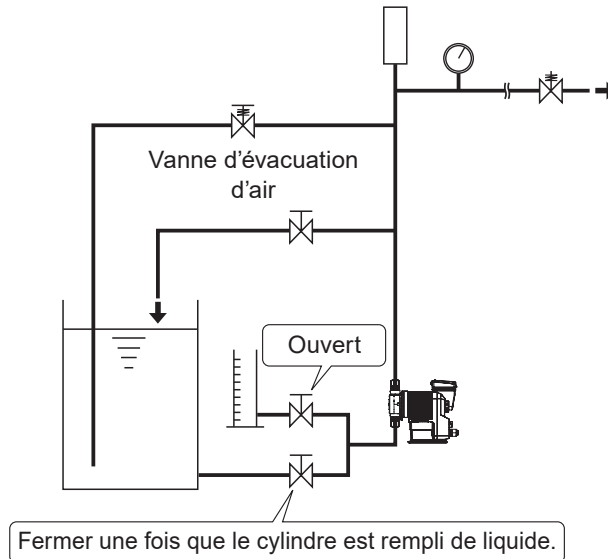 Vanne d’évacuation
d’air
Ouvert
Fermer une fois que le cylindre est rempli de liquide.